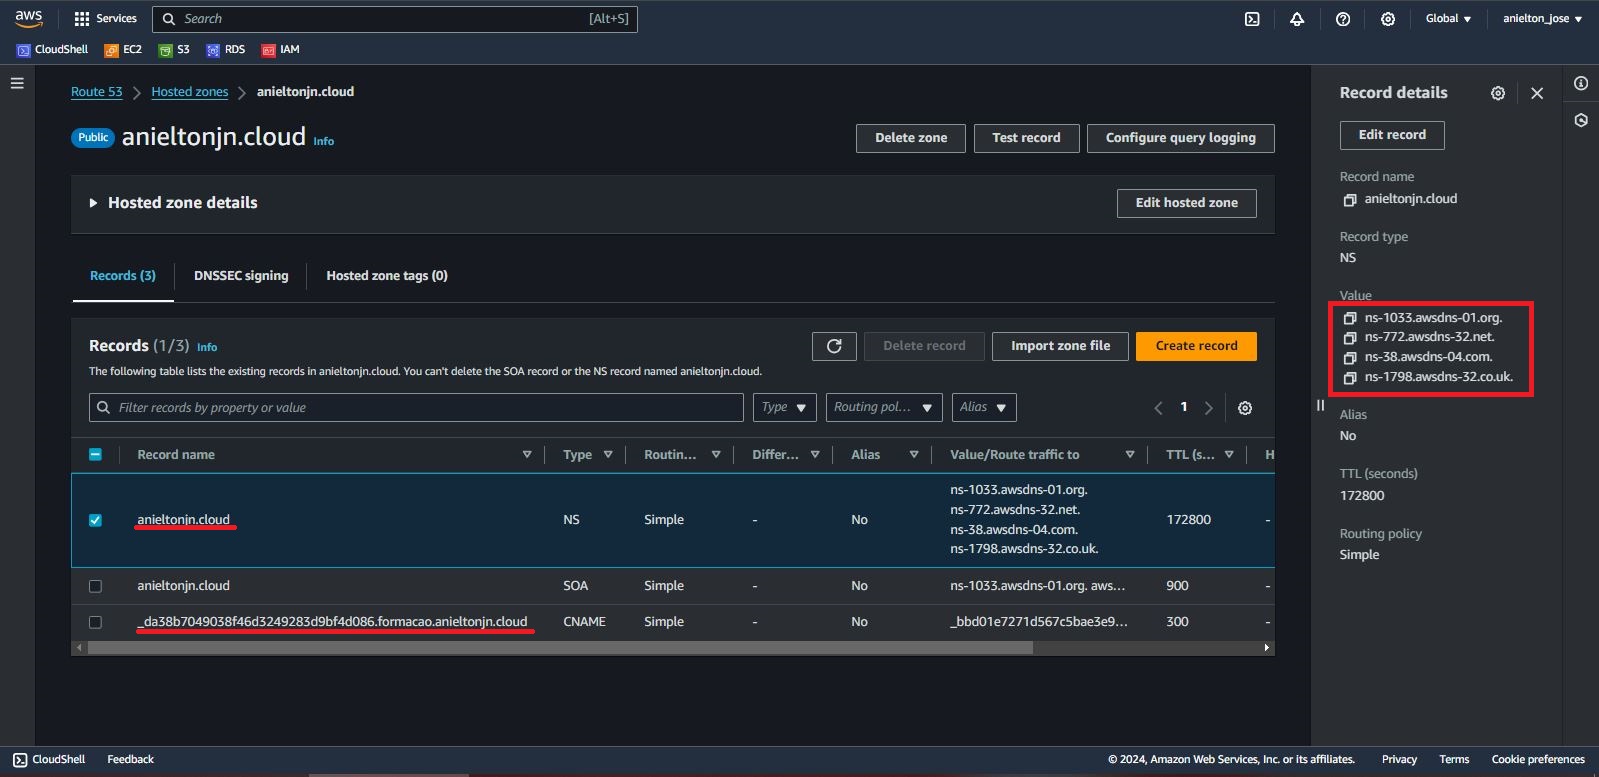 aws
Services
Search
[Alt+S]
Global
anielton_jose
CloudShell
EC2
S3
RDS
IAM
Route 53
Hosted zones
anieltonjn.cloud
Public
anieltonjn.cloud
Info
Delete zone
Test record
Configure query logging
Hosted zone details
Edit hosted zone
Records (3)
DNSSEC signing
Hosted zone tags (0)
Records (1/3)
Info
Delete record
Import zone file
Create record
The following table lists the existing records in anieltonjn.cloud. You can't delete the SOA record or the NS record named anieltonjn.cloud.
Filter records by property or value
Type
Routing pol...
Alias
1
Record name
Type
Routin...
Differ...
Alias
Value/Route traffic to
TTL (s...
H
anieltonjn.cloud
NS
Simple
-
No
ns-1033.awsdns-01.org.
ns-772.awsdns-32.net.
ns-38.awsdns-04.com.
ns-1798.awsdns-32.co.uk.
172800
-
anieltonjn.cloud
SOA
Simple
-
No
ns-1033.awsdns-01.org. aws...
900
-
_da38b7049038f46d3249283d9bf4d086.formacao.anieltonjn.cloud
CNAME
Simple
-
No
_bbd01e7271d567c5bae3e9...
300
-
Record details
Edit record
Record name
anieltonjn.cloud
Record type
NS
Value
ns-1033.awsdns-01.org.
ns-772.awsdns-32.net.
ns-38.awsdns-04.com.
ns-1798.awsdns-32.co.uk.
Alias
No
TTL (seconds)
172800
Routing policy
Simple
CloudShell
Feedback
© 2024, Amazon Web Services, Inc. or its affiliates.
Privacy
Terms
Cookie preferences